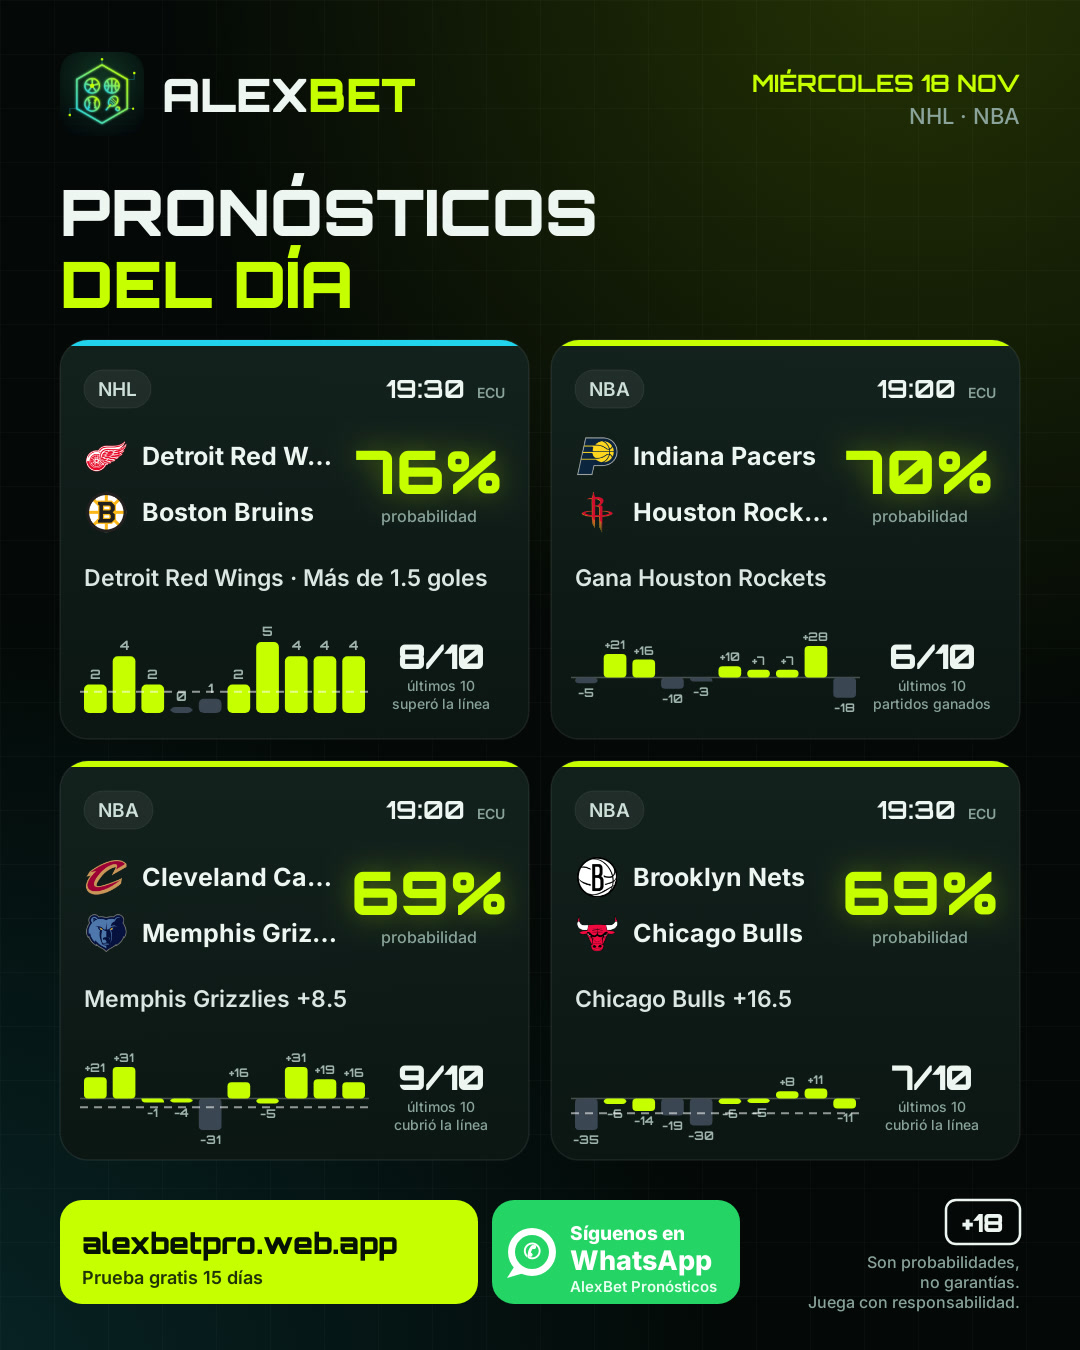 ALEXBET
MIÉRCOLES 18 NOV
NHL · NBA
PRONÓSTICOS
DEL DÍA
NHL
19:30 ECU
Detroit Red W...
Boston Bruins
76%
probabilidad
Detroit Red Wings · Más de 1.5 goles
2 4 2 0 1 2 5 4 4 4
8/10
últimos 10
superó la línea
NBA
19:00 ECU
Indiana Pacers
Houston Rock...
70%
probabilidad
Gana Houston Rockets
-5 +21 +16 -10 -3 +10 +7 +7 +28 -18
6/10
últimos 10
partidos ganados
NBA
19:00 ECU
Cleveland Ca...
Memphis Griz...
69%
probabilidad
Memphis Grizzlies +8.5
+21 +31 -1 -4 -31 +16 -5 +31 +19 +16
9/10
últimos 10
cubrió la línea
NBA
19:30 ECU
Brooklyn Nets
Chicago Bulls
69%
probabilidad
Chicago Bulls +16.5
-35 -6 -14 -19 -30 -6 -5 +8 +11 -11
7/10
últimos 10
cubrió la línea
alexbetpro.web.app
Prueba gratis 15 días
Síguenos en
WhatsApp
AlexBet Pronósticos
+18
Son probabilidades,
no garantías.
Juega con responsabilidad.